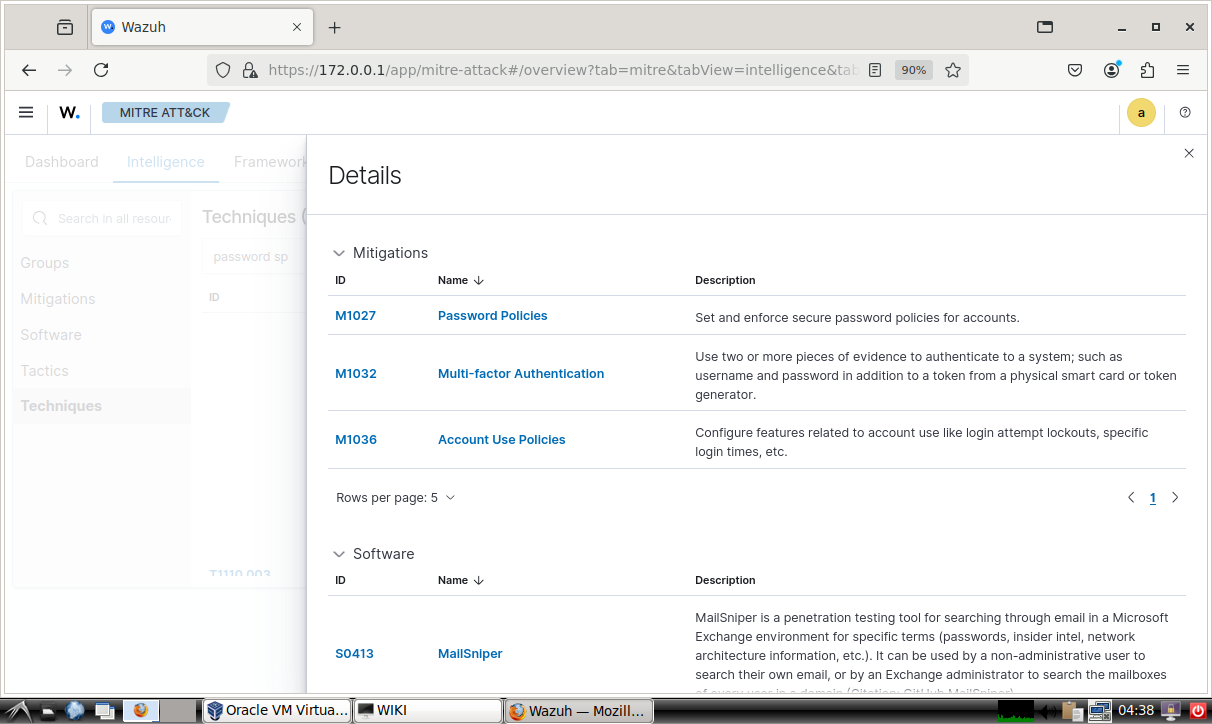 Wazuh
https://172.0.0.1/app/mitre-attack#/overview?tab=mitre&tabView=intelligence&tab
90%
W.
MITRE ATT&CK
a
Dashboard
Intelligence
Framework
Details
Search in all resour
Techniques (
password sp
ID
Groups
Mitigations
Software
Tactics
Techniques
T1110.003
Mitigations
ID Name Description
M1027 Password Policies Set and enforce secure password policies for accounts.
M1032 Multi-factor Authentication Use two or more pieces of evidence to authenticate to a system; such as
username and password in addition to a token from a physical smart card or token
generator.
M1036 Account Use Policies Configure features related to account use like login attempt lockouts, specific
login times, etc.
Rows per page: 5
1
Software
ID Name Description
MailSniper is a penetration testing tool for searching through email in a Microsoft
Exchange environment for specific terms (passwords, insider intel, network
architecture information, etc.). It can be used by a non-administrative user to
S0413 MailSniper
search their own email, or by an Exchange administrator to search the mailboxes
of every user in a domain (Citation: GitHub MailSniper)
Oracle VM Virtua...
WIKI
Wazuh — Mozill...
04:38